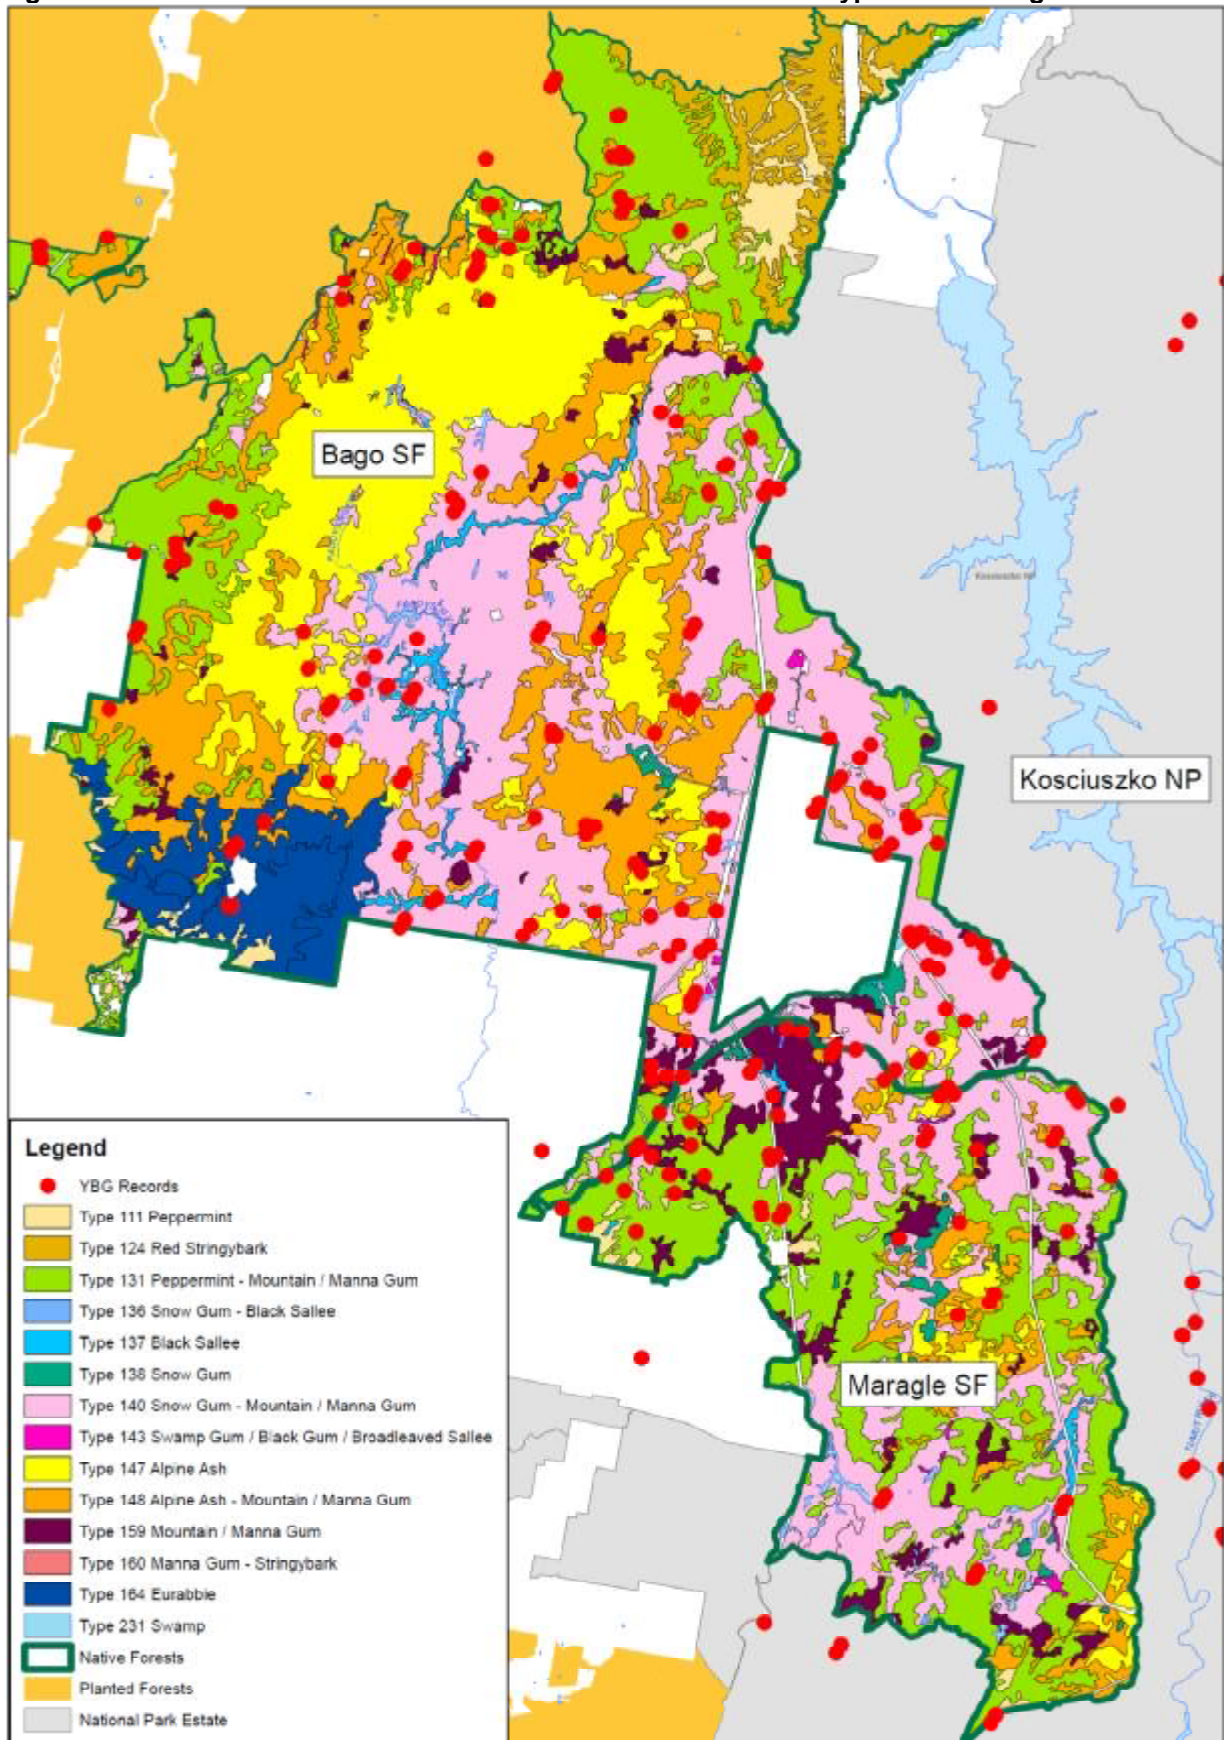 Bago SF
Kosciuszko NP
Kosciuszko NP
Maragle SF
Legend
YBG Records
Type 111 Peppermint
Type 124 Red Stringybark
Type 131 Peppermint - Mountain / Manna Gum
Type 136 Snow Gum - Black Sallee
Type 137 Black Sallee
Type 138 Snow Gum
Type 140 Snow Gum - Mountain / Manna Gum
Type 143 Swamp Gum / Black Gum / Broadleaved Sallee
Type 147 Alpine Ash
Type 148 Alpine Ash - Mountain / Manna Gum
Type 159 Mountain / Manna Gum
Type 160 Manna Gum - Stringybark
Type 164 Eurabbie
Type 231 Swamp
Native Forests
Planted Forests
National Park Estate